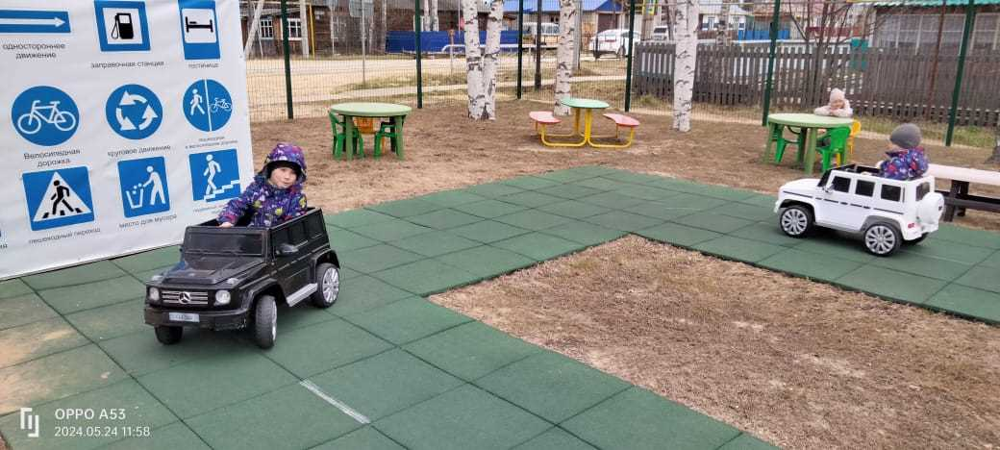 одностороннее
движение
заправочная станция
гостиница
Велосипедная
дорожка
круговое движение
пешеходный переход
место для мусора
OPPO A53
2024.05.24 11:58